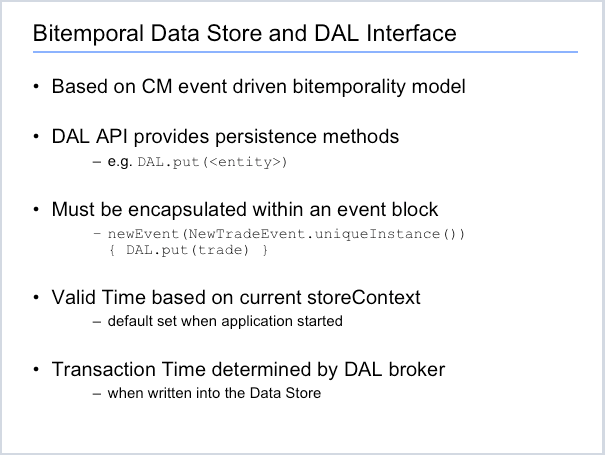 Bitemporal Data Store and DAL Interface
• Based on CM event driven bitemporality model
• DAL API provides persistence methods
– e.g. DAL.put(<entity>)
• Must be encapsulated within an event block
– newEvent(NewTradeEvent.uniqueInstance())
{ DAL.put(trade) }
• Valid Time based on current storeContext
– default set when application started
• Transaction Time determined by DAL broker
– when written into the Data Store